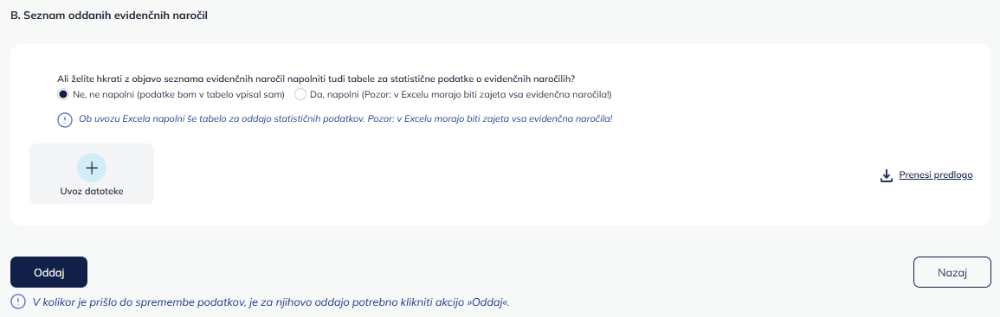 B. Seznam oddanih evidenčnih naročil
Ali želite hkrati z objavo seznama evidenčnih naročil napolniti tudi tabele za statistične podatke o evidenčnih naročilih?
Ne, ne napolni (podatke bom v tabelo vpisal sam) Da, napolni (Pozor: v Excelu morajo biti zajeta vsa evidenčna naročila!)
Ob uvozu Excela napolni še tabelo za oddajo statističnih podatkov. Pozor: v Excelu morajo biti zajeta vsa evidenčna naročila!
Uvoz datoteke
Prenesi predlogo
Oddaj
Nazaj
V kolikor je prišlo do spremembe podatkov, je za njihovo oddajo potrebno klikniti akcijo »Oddaj«.